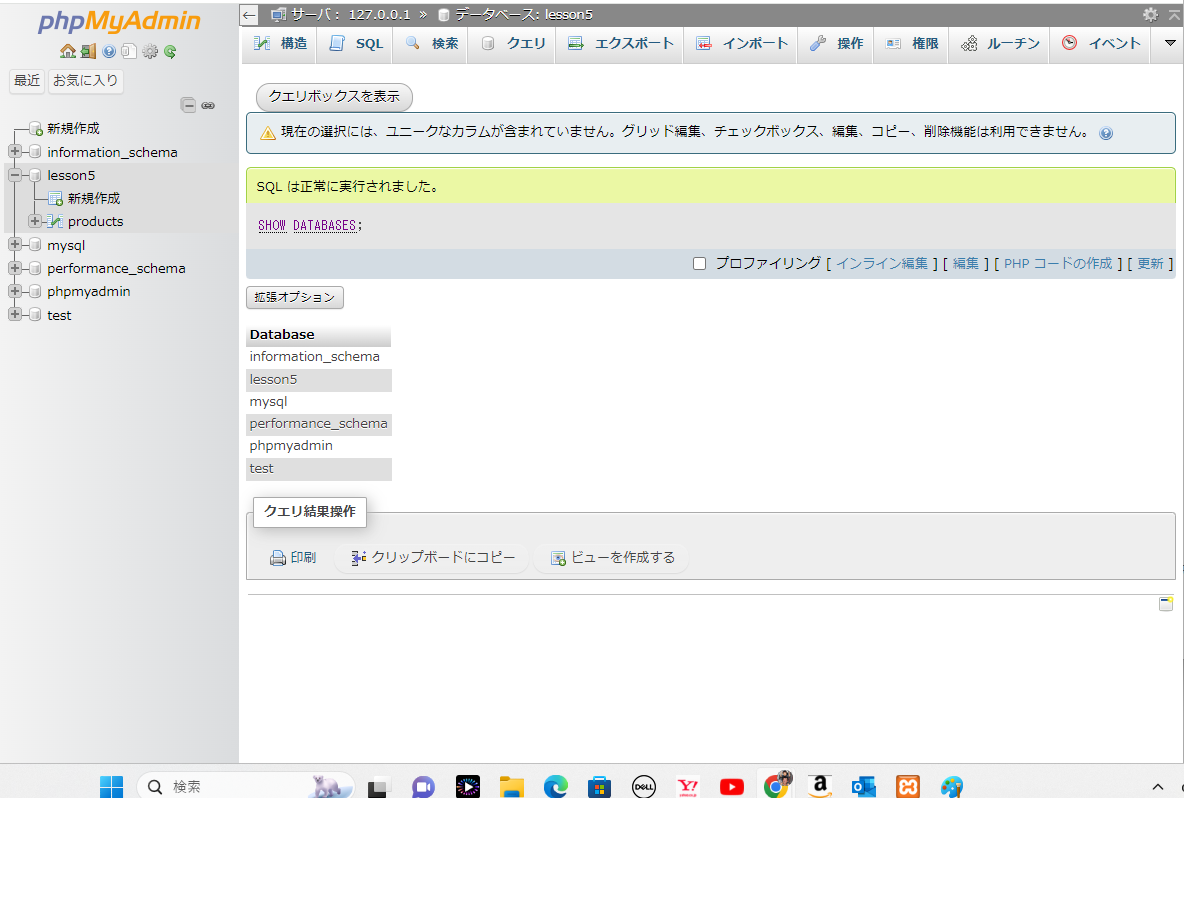 phpMyAdmin
最近 お気に入り
新規作成
information_schema
lesson5
新規作成
products
mysql
performance_schema
phpmyadmin
test
サーバ： 127.0.0.1 » データベース: lesson5
構造 SQL 検索 クエリ エクスポート インポート 操作 権限 ルーチン イベント
クエリボックスを表示
現在の選択には、ユニークなカラムが含まれていません。グリッド編集、チェックボックス、編集、コピー、削除機能は利用できません。
SQL は正常に実行されました。
SHOW DATABASES;
プロファイリング [ インライン編集 ] [ 編集 ] [ PHP コードの作成 ] [ 更新 ]
拡張オプション
Database
information_schema
lesson5
mysql
performance_schema
phpmyadmin
test
クエリ結果操作
印刷 クリップボードにコピー ビューを作成する
検索 DELL Y! a